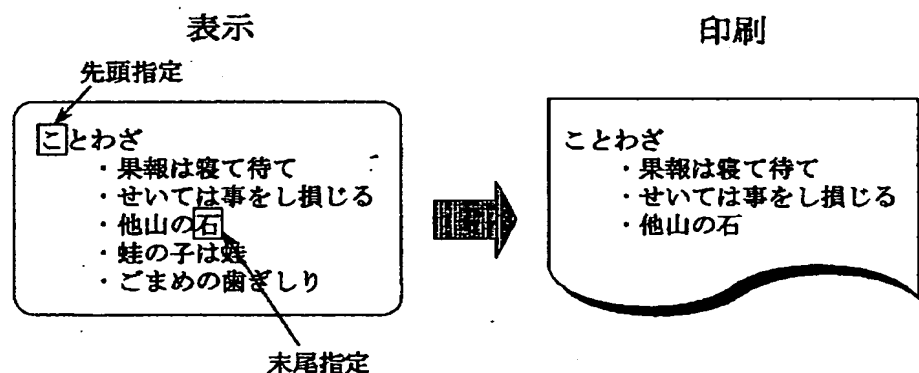 表示
先頭指定
ことわざ
・果報は寝て待て
・せいては事をし損じる
・他山の石
・蛙の子は蛙
・ごまめの歯ぎしり
末尾指定
印刷
ことわざ
・果報は寝て待て
・せいては事をし損じる
・他山の石